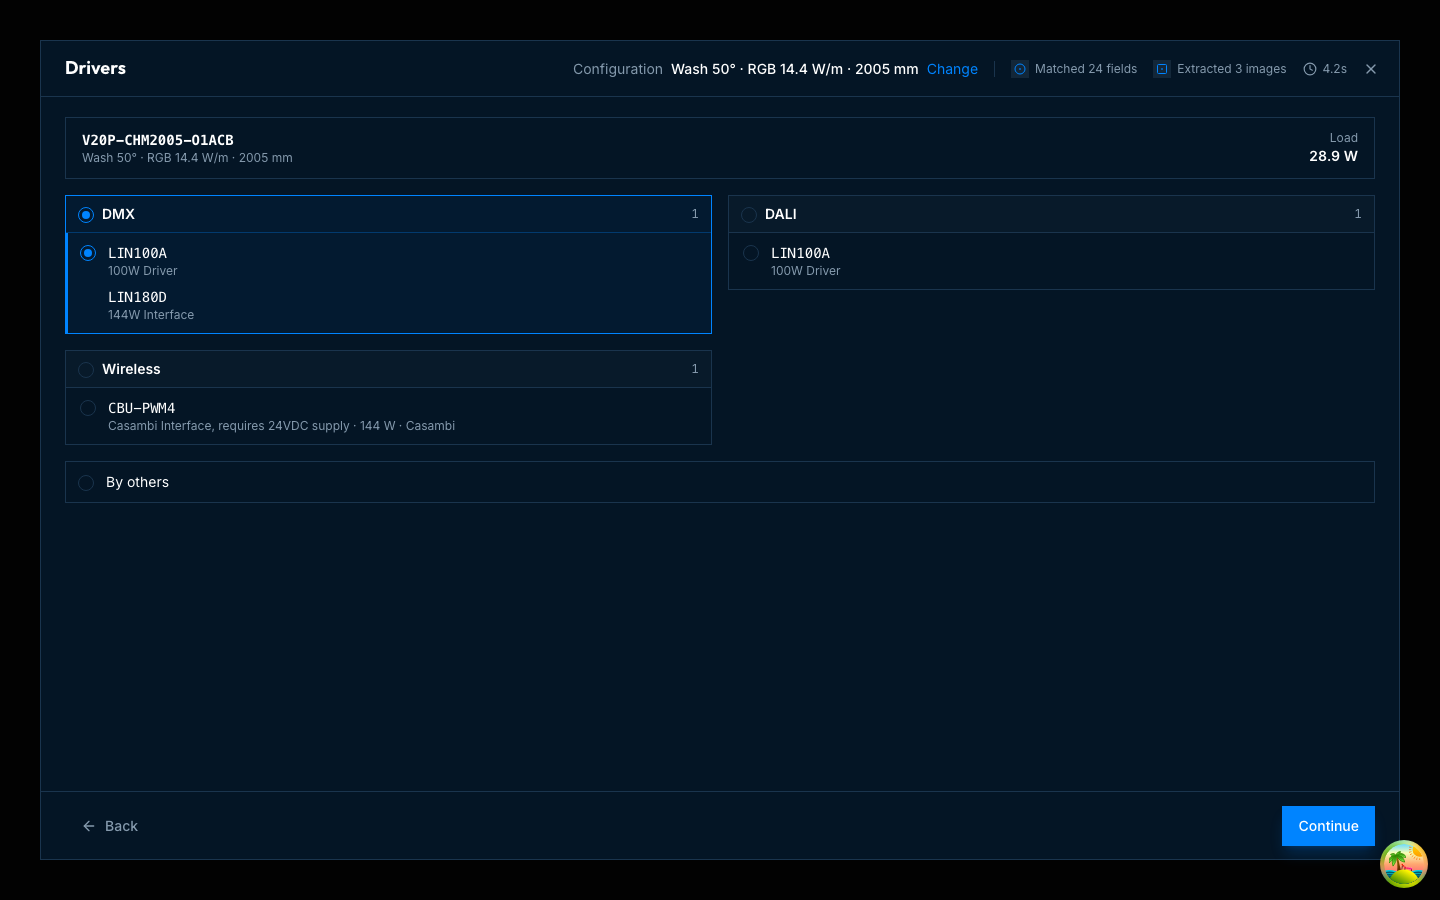 Drivers
Configuration Wash 50° · RGB 14.4 W/m · 2005 mm Change
Matched 24 fields
Extracted 3 images
4.2s
V20P-CHM2005-O1ACB
Wash 50° · RGB 14.4 W/m · 2005 mm
Load
28.9 W
DMX 1
LIN100A
100W Driver
LIN180D
144W Interface
DALI 1
LIN100A
100W Driver
Wireless 1
CBU-PWM4
Casambi Interface, requires 24VDC supply · 144 W · Casambi
By others
Back
Continue